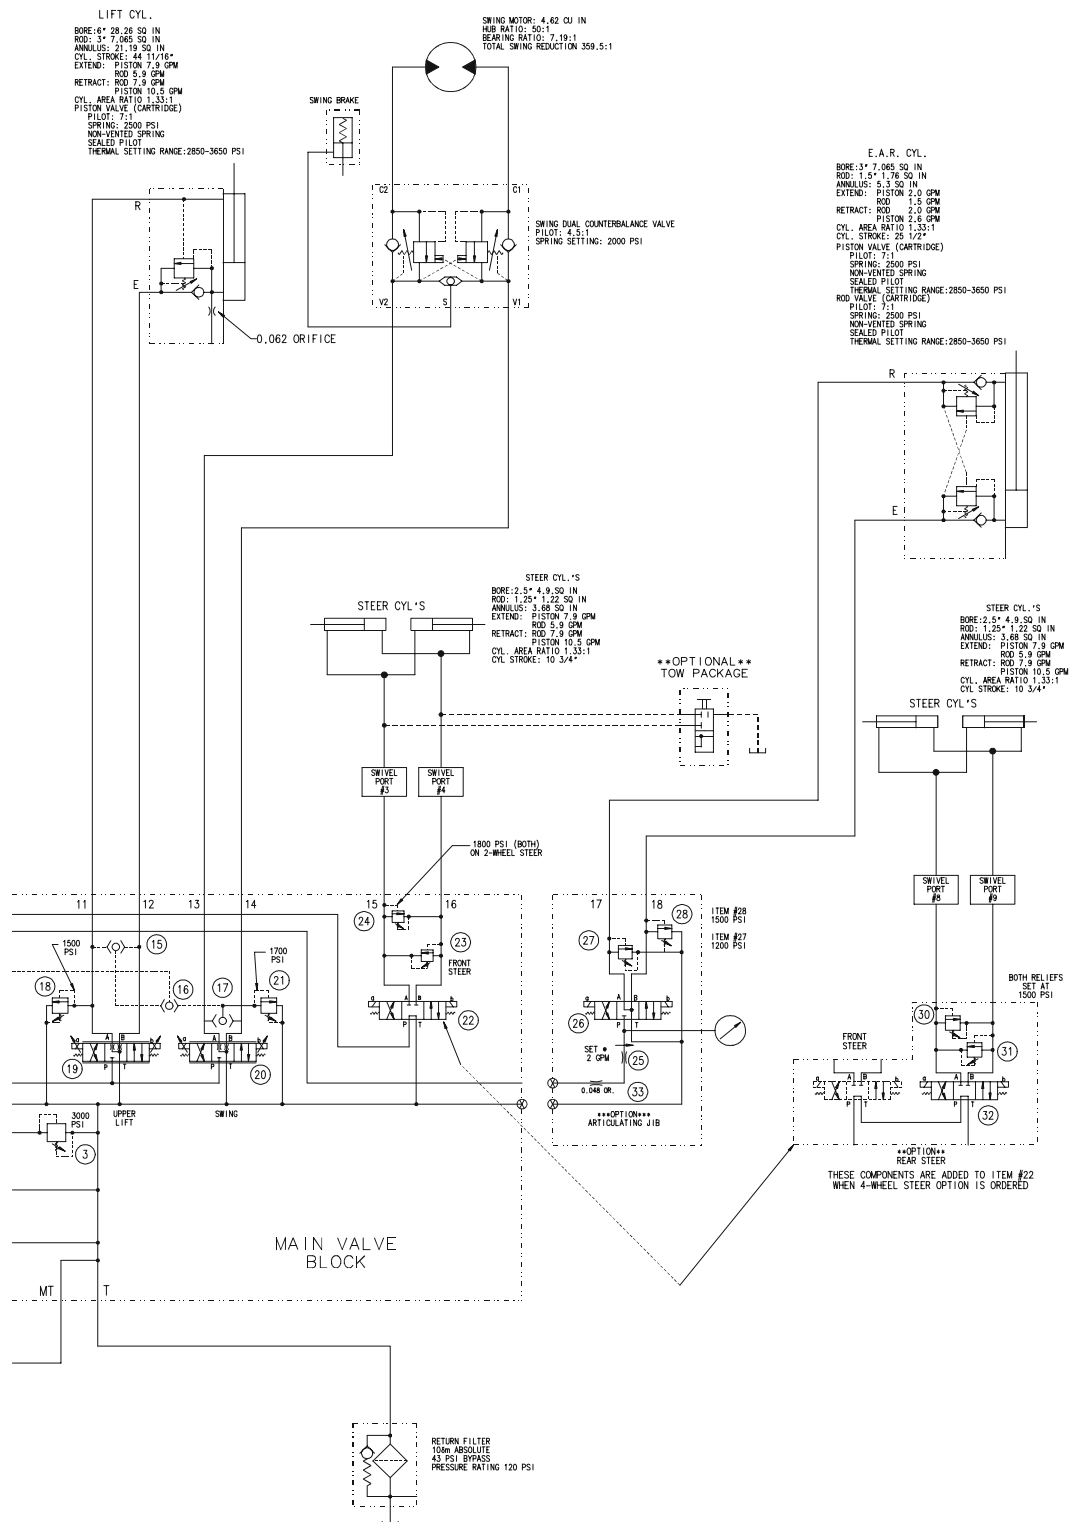 LIFT CYL.
BORE:6" 28.26 SQ IN
ROD: 3" 7.065 SQ IN
ANNULUS: 21.19 SQ IN
CYL. STROKE: 44 11/16"
EXTEND: PISTON 7.9 GPM
ROD 5.9 GPM
RETRACT: ROD 7.9 GPM
PISTON 10.5 GPM
CYL. AREA RATIO 1.33:1
PISTON VALVE (CARTRIDGE)
PILOT: 7:1
SPRING: 2500 PSI
NON-VENTED SPRING
SEALED PILOT
THERMAL SETTING RANGE:2850-3650 PSI
SWING MOTOR: 4.62 CU IN
HUB RATIO: 50:1
BEARING RATIO: 7.19:1
TOTAL SWING REDUCTION 359.5:1
SWING BRAKE
C2
C1
SWING DUAL COUNTERBALANCE VALVE
PILOT: 4.5:1
SPRING SETTING: 2000 PSI
V2
S
V1
R
E
0.062 ORIFICE
E.A.R. CYL.
BORE:3" 7.065 SQ IN
ROD: 1.5" 1.76 SQ IN
ANNULUS: 5.3 SQ IN
EXTEND: PISTON 2.0 GPM
ROD 1.5 GPM
RETRACT: ROD 2.0 GPM
PISTON 2.6 GPM
CYL. AREA RATIO 1.33:1
CYL. STROKE: 25 1/2"
PISTON VALVE (CARTRIDGE)
PILOT: 7:1
SPRING: 2500 PSI
NON-VENTED SPRING
SEALED PILOT
THERMAL SETTING RANGE:2850-3650 PSI
ROD VALVE (CARTRIDGE)
PILOT: 7:1
SPRING: 2500 PSI
NON-VENTED SPRING
SEALED PILOT
THERMAL SETTING RANGE:2850-3650 PSI
R
E
STEER CYL.'S
BORE:2.5" 4.9.SQ IN
ROD: 1.25" 1.22 SQ IN
ANNULUS: 3.68 SQ IN
EXTEND: PISTON 7.9 GPM
ROD 5.9 GPM
RETRACT: ROD 7.9 GPM
PISTON 10.5 GPM
CYL. AREA RATIO 1.33:1
CYL STROKE: 10 3/4"
STEER CYL'S
**OPTIONAL**
TOW PACKAGE
STEER CYL.'S
BORE:2.5" 4.9.SQ IN
ROD: 1.25" 1.22 SQ IN
ANNULUS: 3.68 SQ IN
EXTEND: PISTON 7.9 GPM
ROD 5.9 GPM
RETRACT: ROD 7.9 GPM
PISTON 10.5 GPM
CYL. AREA RATIO 1.33:1
CYL STROKE: 10 3/4"
STEER CYL'S
SWIVEL
PORT
#3
SWIVEL
PORT
#4
1800 PSI (BOTH)
ON 2-WHEEL STEER
SWIVEL
PORT
#8
SWIVEL
PORT
#9
11
12
13
14
15
16
17
18
1500
PSI
15
1700
PSI
18
16
17
21
24
23
FRONT
STEER
22
27
28
ITEM #28
1500 PSI
ITEM #27
1200 PSI
26
SET @
2 GPM
25
0.048 OR.
33
***OPTION***
ARTICULATING JIB
a
A
B
b
P
T
19
a
A
B
b
P
T
20
a
A
B
b
P
T
a
A
B
b
P
T
UPPER
LIFT
SWING
3000
PSI
3
BOTH RELIEFS
SET AT
1500 PSI
30
31
FRONT
STEER
a
A
B
b
P
T
a
A
B
b
P
T
32
**OPTION**
REAR STEER
THESE COMPONENTS ARE ADDED TO ITEM #22
WHEN 4-WHEEL STEER OPTION IS ORDERED
MAIN VALVE
BLOCK
MT
T
RETURN FILTER
10ßm ABSOLUTE
43 PSI BYPASS
PRESSURE RATING 120 PSI